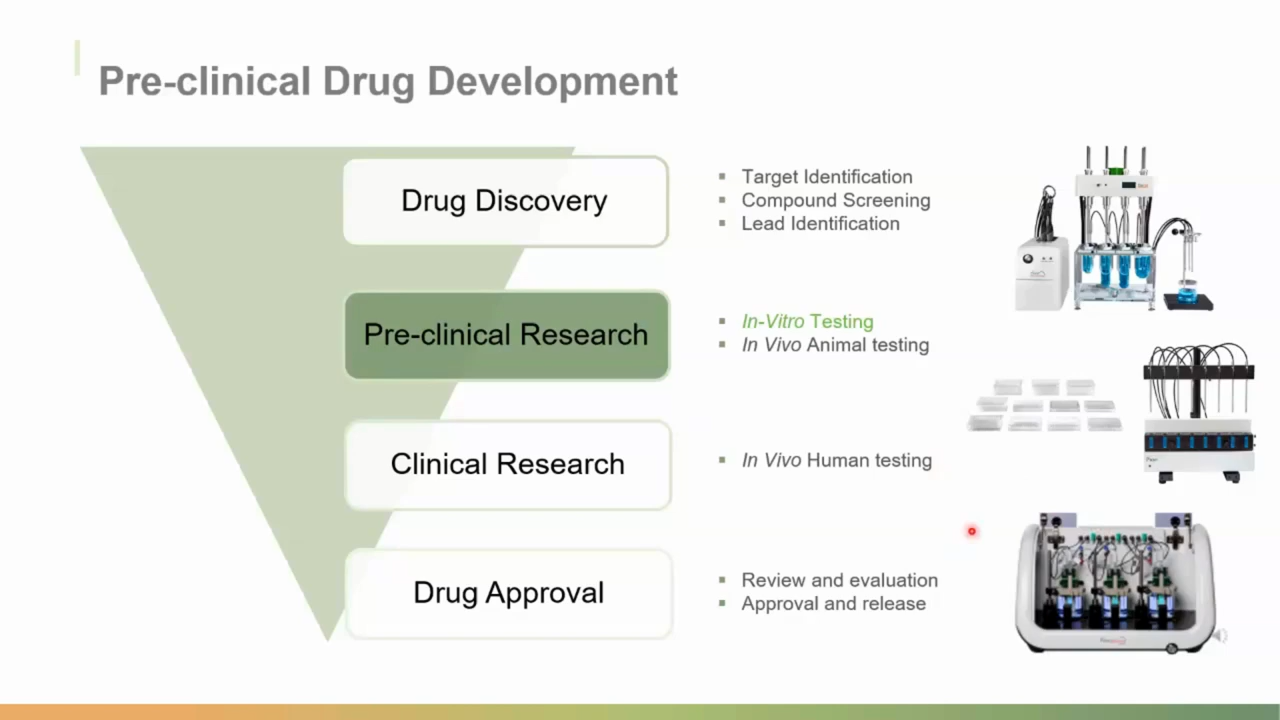 Pre-clinical Drug Development
Drug Discovery
Target Identification
Compound Screening
Lead Identification
Pre-clinical Research
In-Vitro Testing
In Vivo Animal testing
Clinical Research
In Vivo Human testing
Drug Approval
Review and evaluation
Approval and release